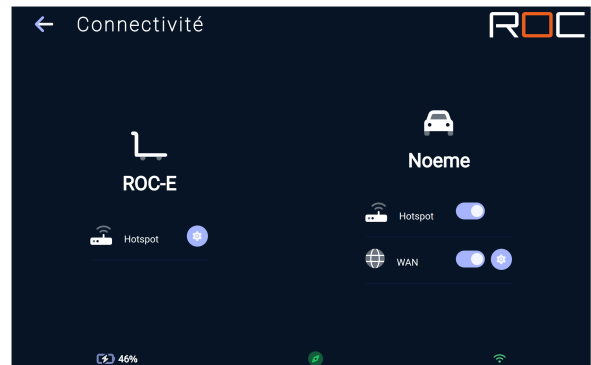 Connectivité
ROC
ROC-E
Hotspot
Noeme
Hotspot
WAN
46%